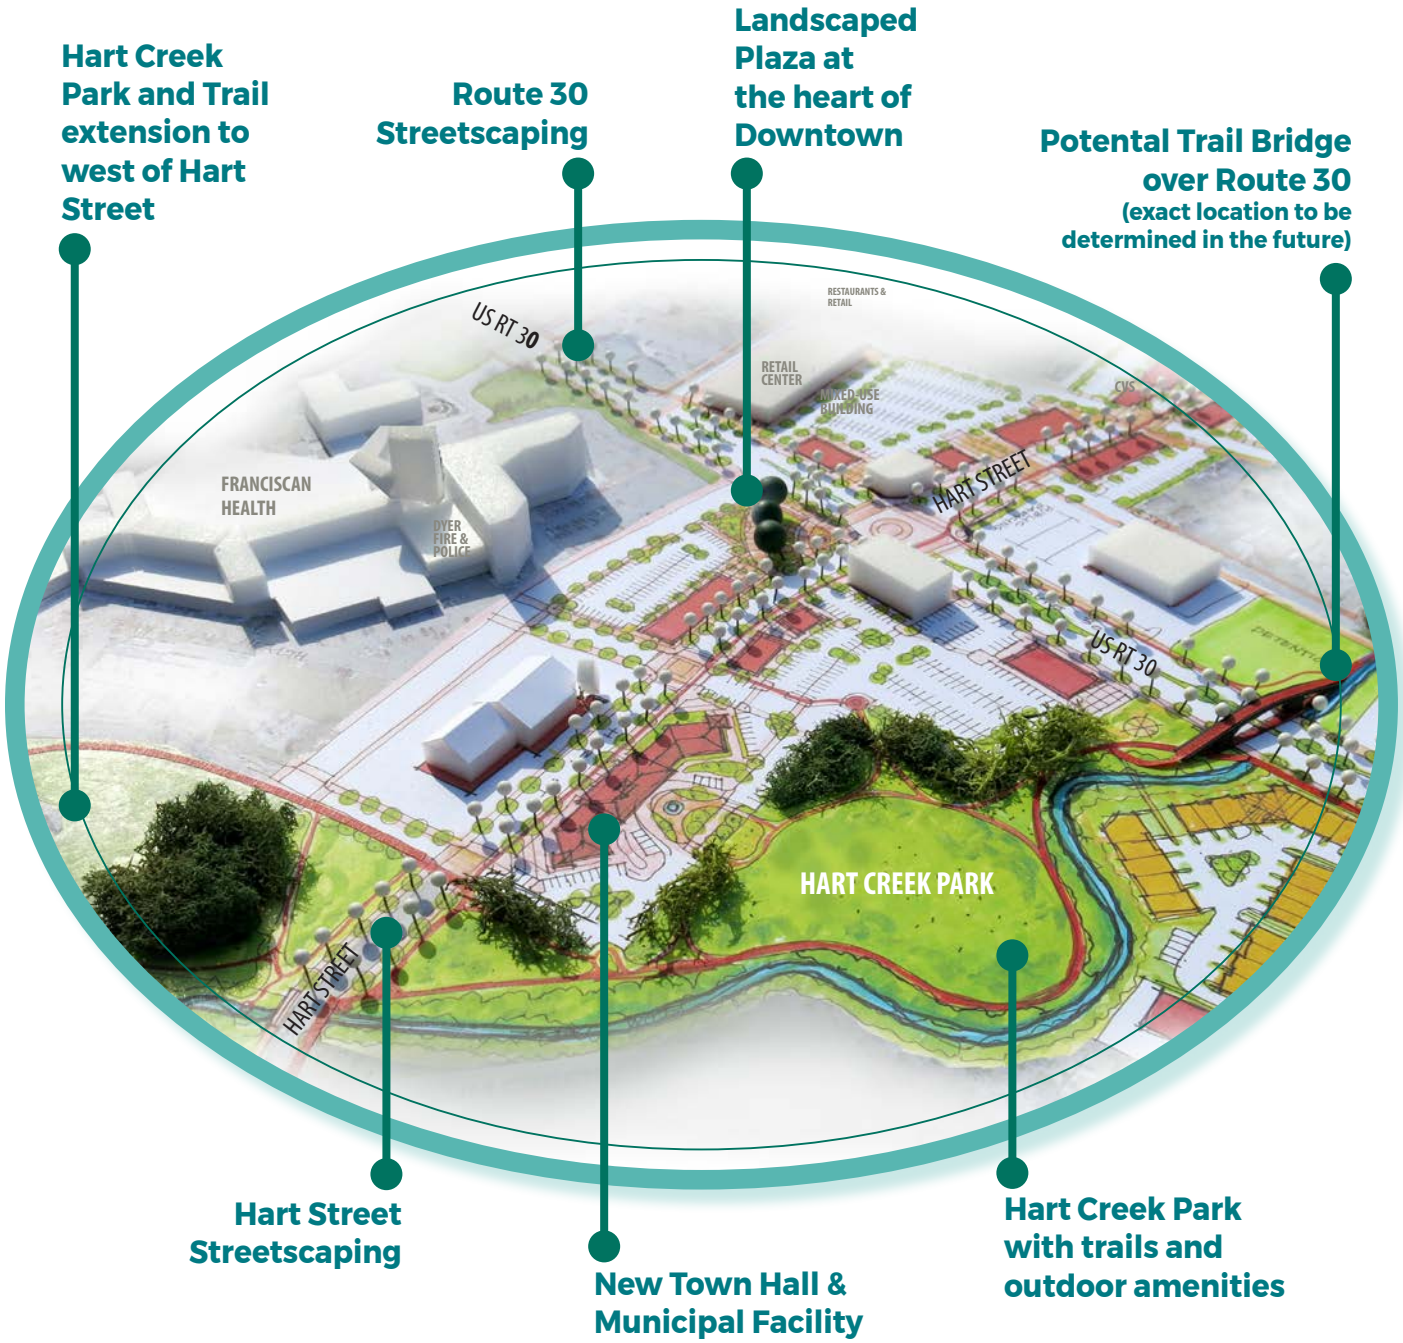 Landscaped
Plaza at
the heart of
Downtown
Hart Creek
Park and Trail
extension to
west of Hart
Street
Route 30
Streetscaping
Potential Trail Bridge
over Route 30
(exact location to be
determined in the future)
RESTAURANTS &
RETAIL
US RT 30
RETAIL
CENTER
MIXED-USE
BUILDING
CVS
HART STREET
FRANCISCAN
HEALTH
DYER
FIRE &
POLICE
US RT 30
HART CREEK PARK
HART STREET
Hart Street
Streetscaping
New Town Hall &
Municipal Facility
Hart Creek Park
with trails and
outdoor amenities